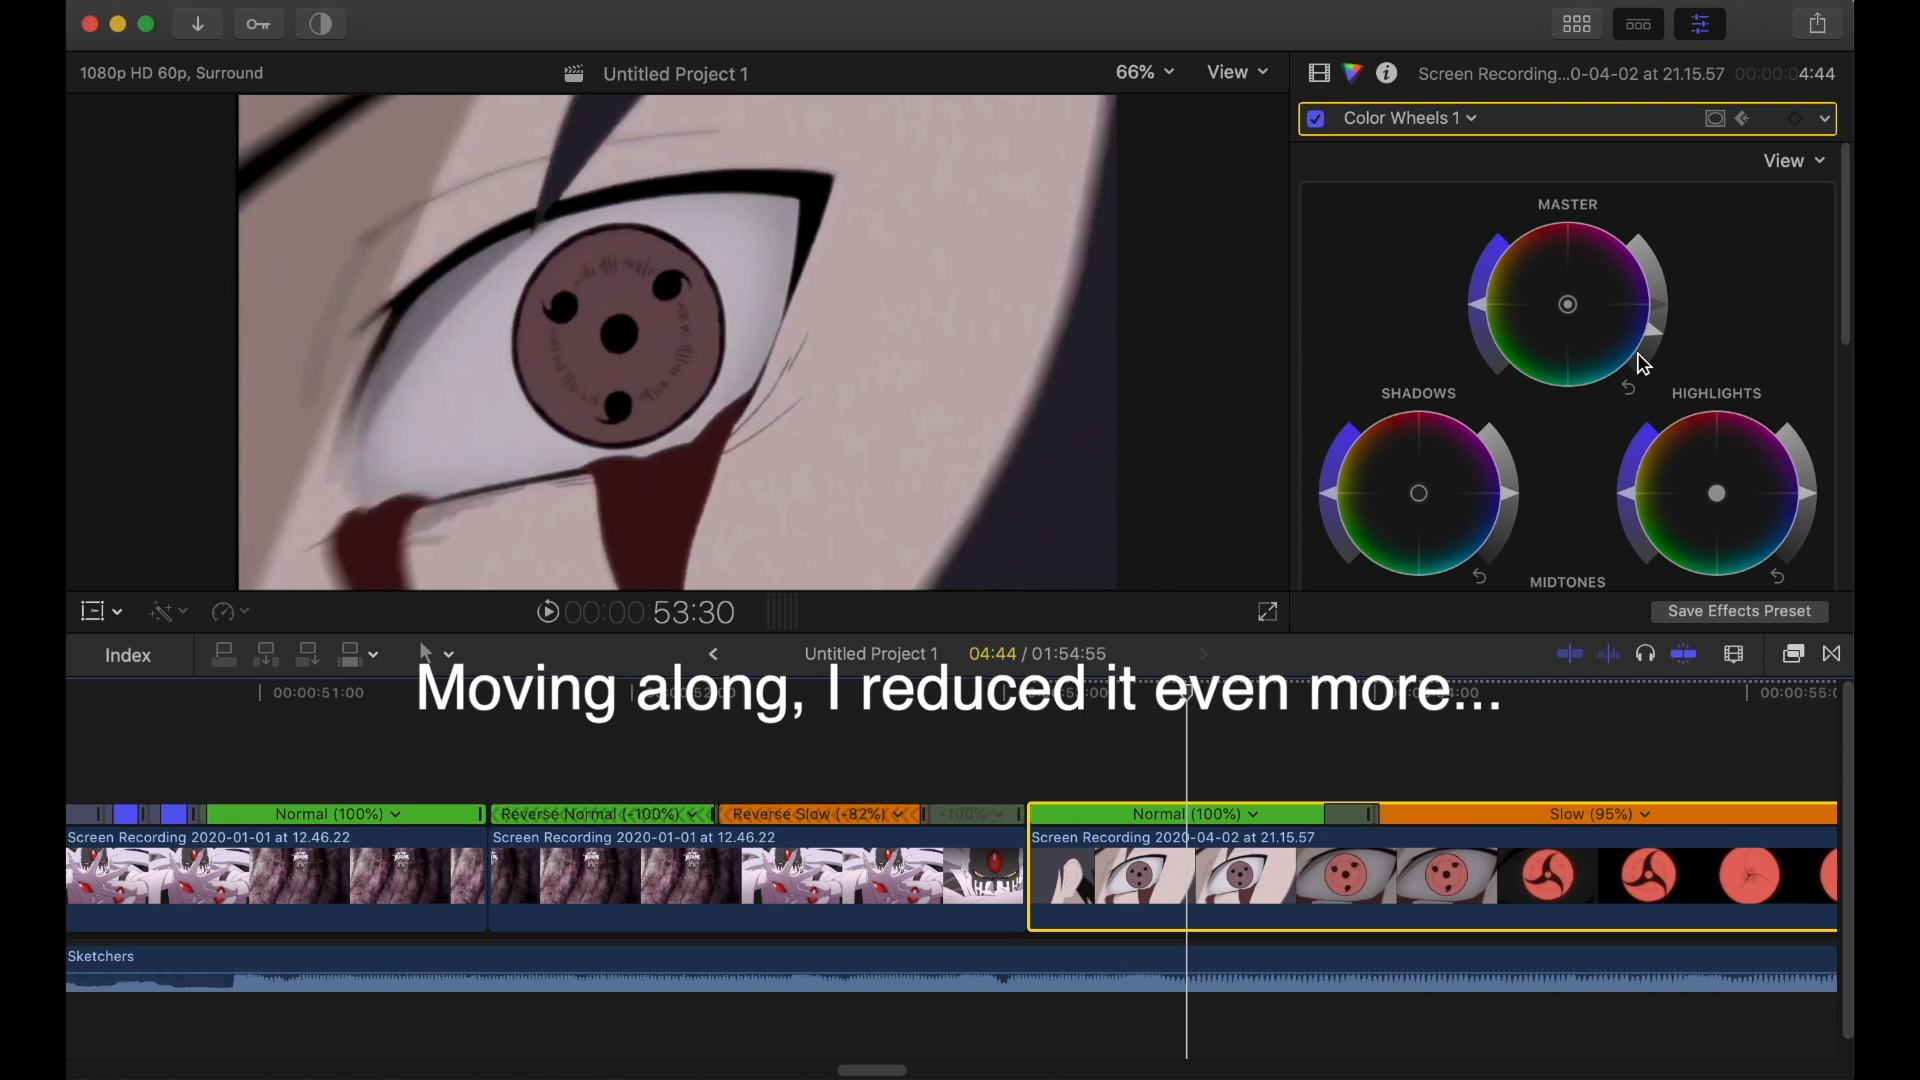 1080p HD 60p, Surround
Untitled Project 1
66%
View
Screen Recording...0-04-02 at 21.15.57
00:00:04:44
Color Wheels 1
View
MASTER
SHADOWS
HIGHLIGHTS
MIDTONES
00:00:00:53:30
Save Effects Preset
Index
Untitled Project 1
04:44 / 01:54:55
00:00:51:00
00:00:55:0
Moving along, I reduced it even more...
Normal (100%)
Reverse Normal (-100%)
Reverse Slow (-82%)
-100%
Normal (100%)
Slow (95%)
Screen Recording 2020-01-01 at 12.46.22
Screen Recording 2020-01-01 at 12.46.22
Screen Recording 2020-04-02 at 21.15.57
Sketchers